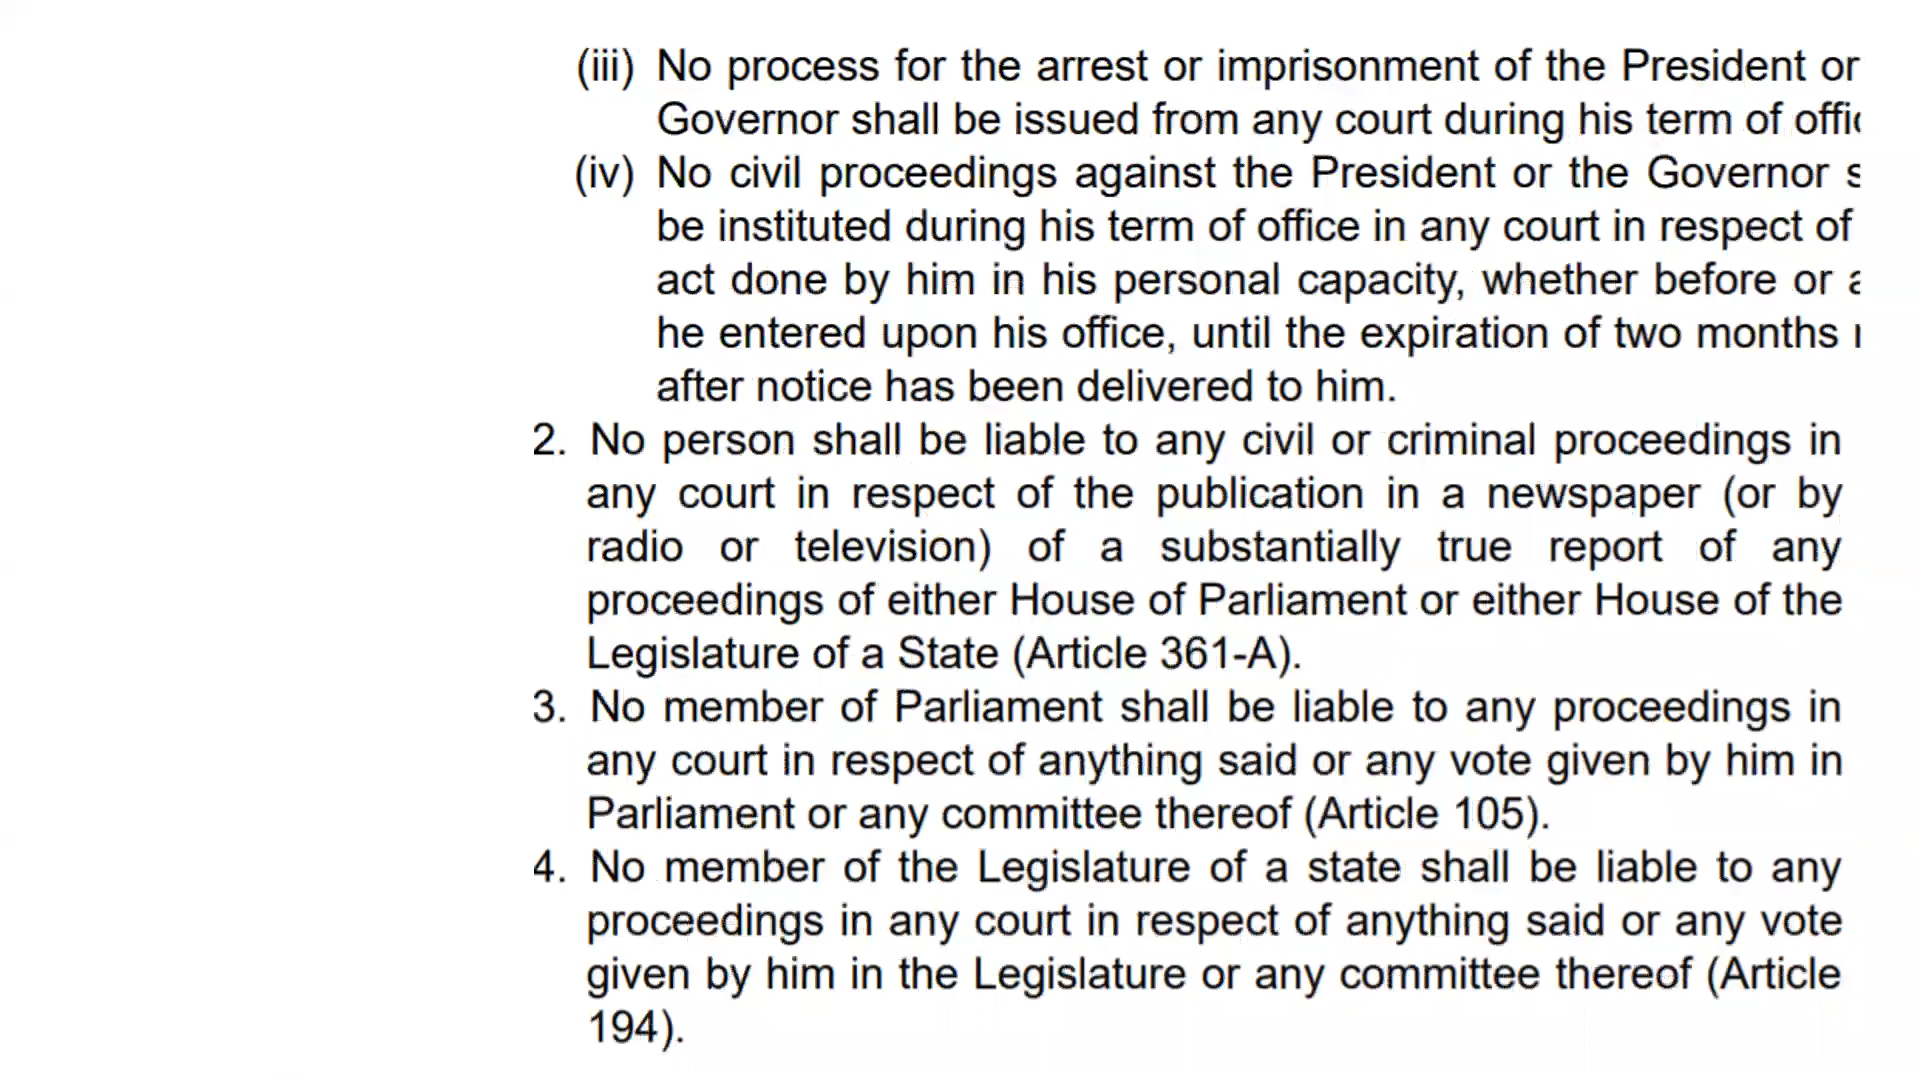 (iii) No process for the arrest or imprisonment of the President or
Governor shall be issued from any court during his term of
(iv) No civil proceedings against the President or the Governor
be instituted during his term of office in any court in respect of
act done by him in his personal capacity, whether before or
he entered upon his office, until the expiration of two months
after notice has been delivered to him.
2. No person shall be liable to any civil or criminal proceedings in
any court in respect of the publication in a newspaper (or by
radio or television) of a substantially true report of any
proceedings of either House of Parliament or either House of the
Legislature of a State (Article 361-A).
3. No member of Parliament shall be liable to any proceedings in
any court in respect of anything said or any vote given by him in
Parliament or any committee thereof (Article 105).
4. No member of the Legislature of a state shall be liable to any
proceedings in any court in respect of anything said or any vote
given by him in the Legislature or any committee thereof (Article
194).